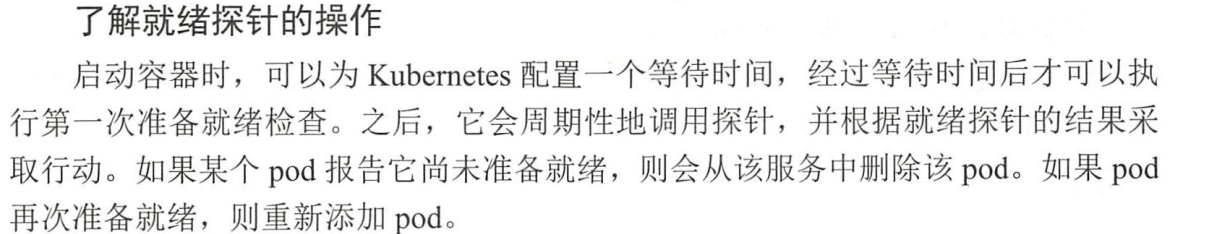 了解就绪探针的操作
启动容器时，可以为 Kubernetes 配置一个等待时间，经过等待时间后才可以执
行第一次准备就绪检查。之后，它会周期性地调用探针，并根据就绪探针的结果采
取行动。如果某个 pod 报告它尚未准备就绪，则会从该服务中删除该 pod。如果 pod
再次准备就绪，则重新添加 pod。